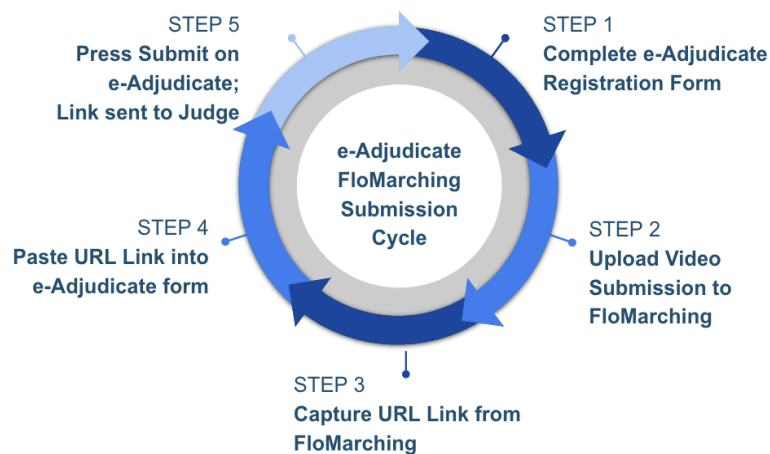 e-Adjudicate
FloMarching
Submission
Cycle
STEP 1
Complete e-Adjudicate
Registration Form
STEP 2
Upload Video
Submission to
FloMarching
STEP 3
Capture URL Link from
FloMarching
STEP 4
Paste URL Link into
e-Adjudicate form
STEP 5
Press Submit on
e-Adjudicate;
Link sent to Judge